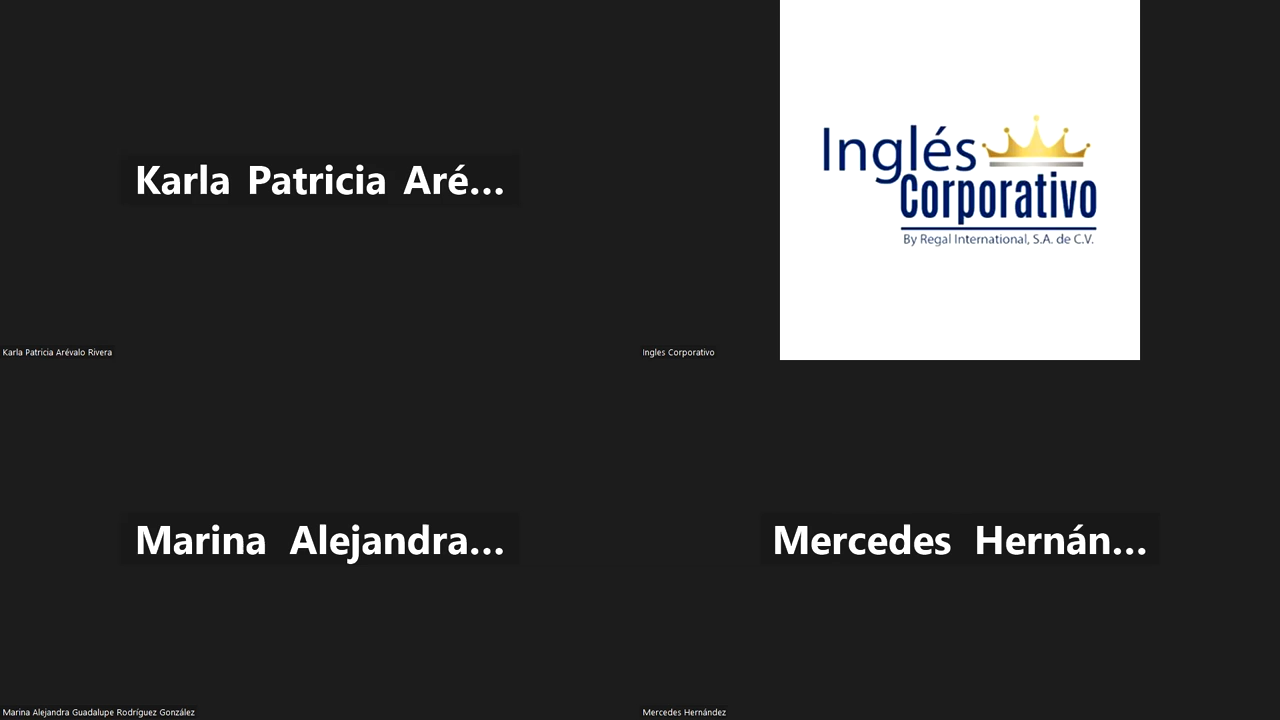 Karla Patricia Aré...
Karla Patricia Arévalo Rivera
Inglés
Corporativo
By Regal International, S.A. de C.V.
Ingles Corporativo
Marina Alejandra...
Marina Alejandra Guadalupe Rodríguez González
Mercedes Hernán...
Mercedes Hernández